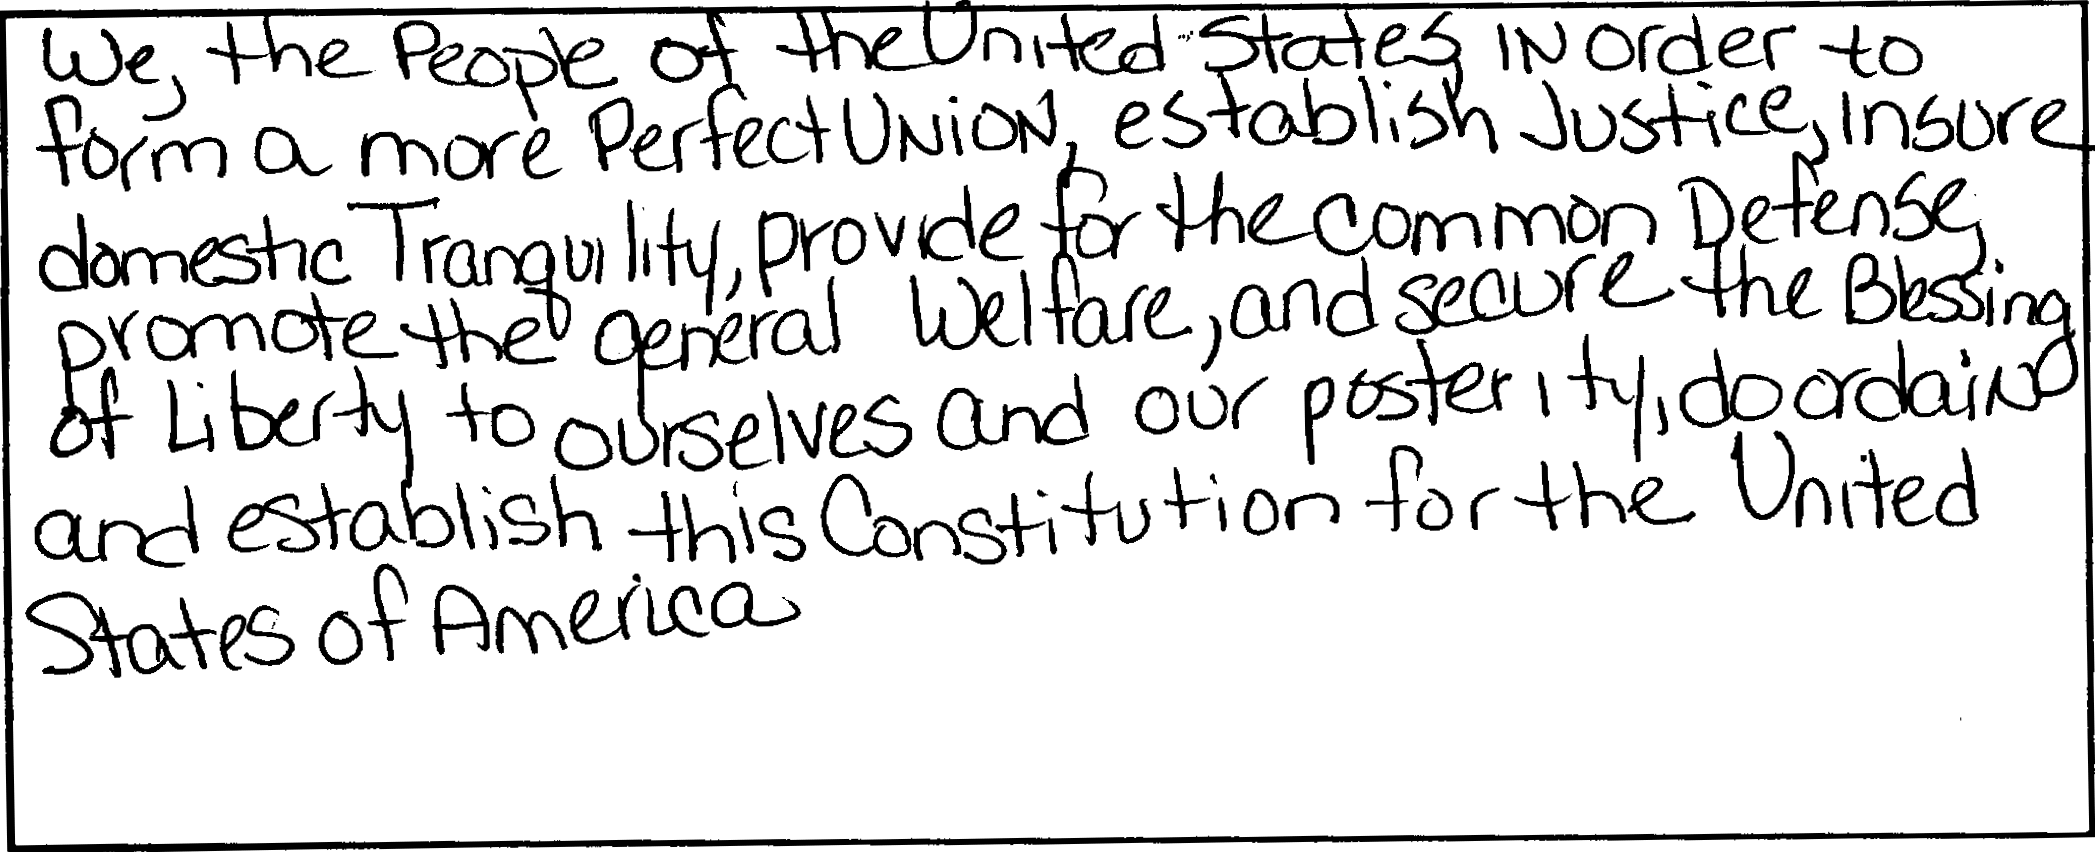 We, the People of the United States, in order to
form a more Perfect Union, establish Justice, insure
domestic Tranquility, provide for the common Defense,
promote the general Welfare, and secure the Blessing
of Liberty to ourselves and our posterity, do ordain
and establish this Constitution for the United
States of America